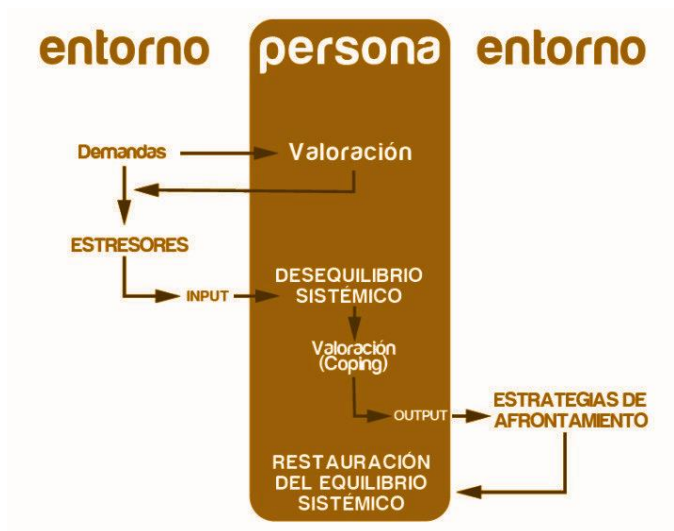 entorno persona entorno
Demandas Valoración
ESTRESORES
INPUT
DESEQUILIBRIO
SISTÉMICO
Valoración
(Coping)
OUTPUT
ESTRATEGIAS DE
AFRONTAMIENTO
RESTAURACIÓN
DEL EQUILIBRIO
SISTÉMICO